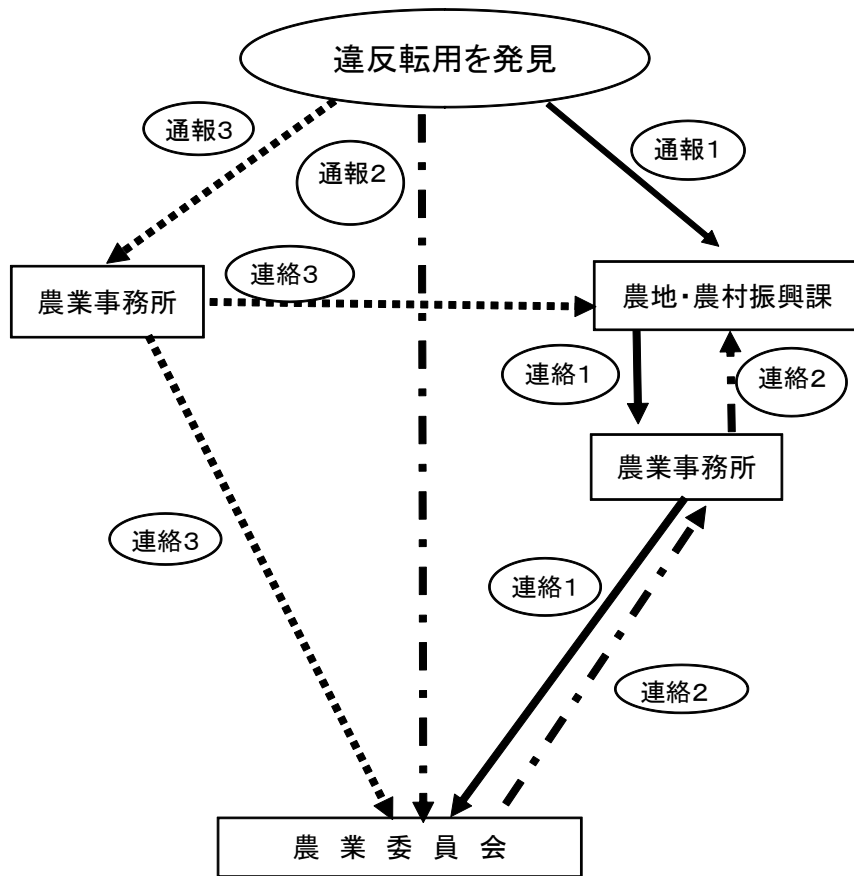 違反転用を発見
通報3
通報2
通報1
農業事務所
連絡3
農地・農村振興課
連絡1
連絡2
農業事務所
連絡3
連絡1
連絡2
農業委員会